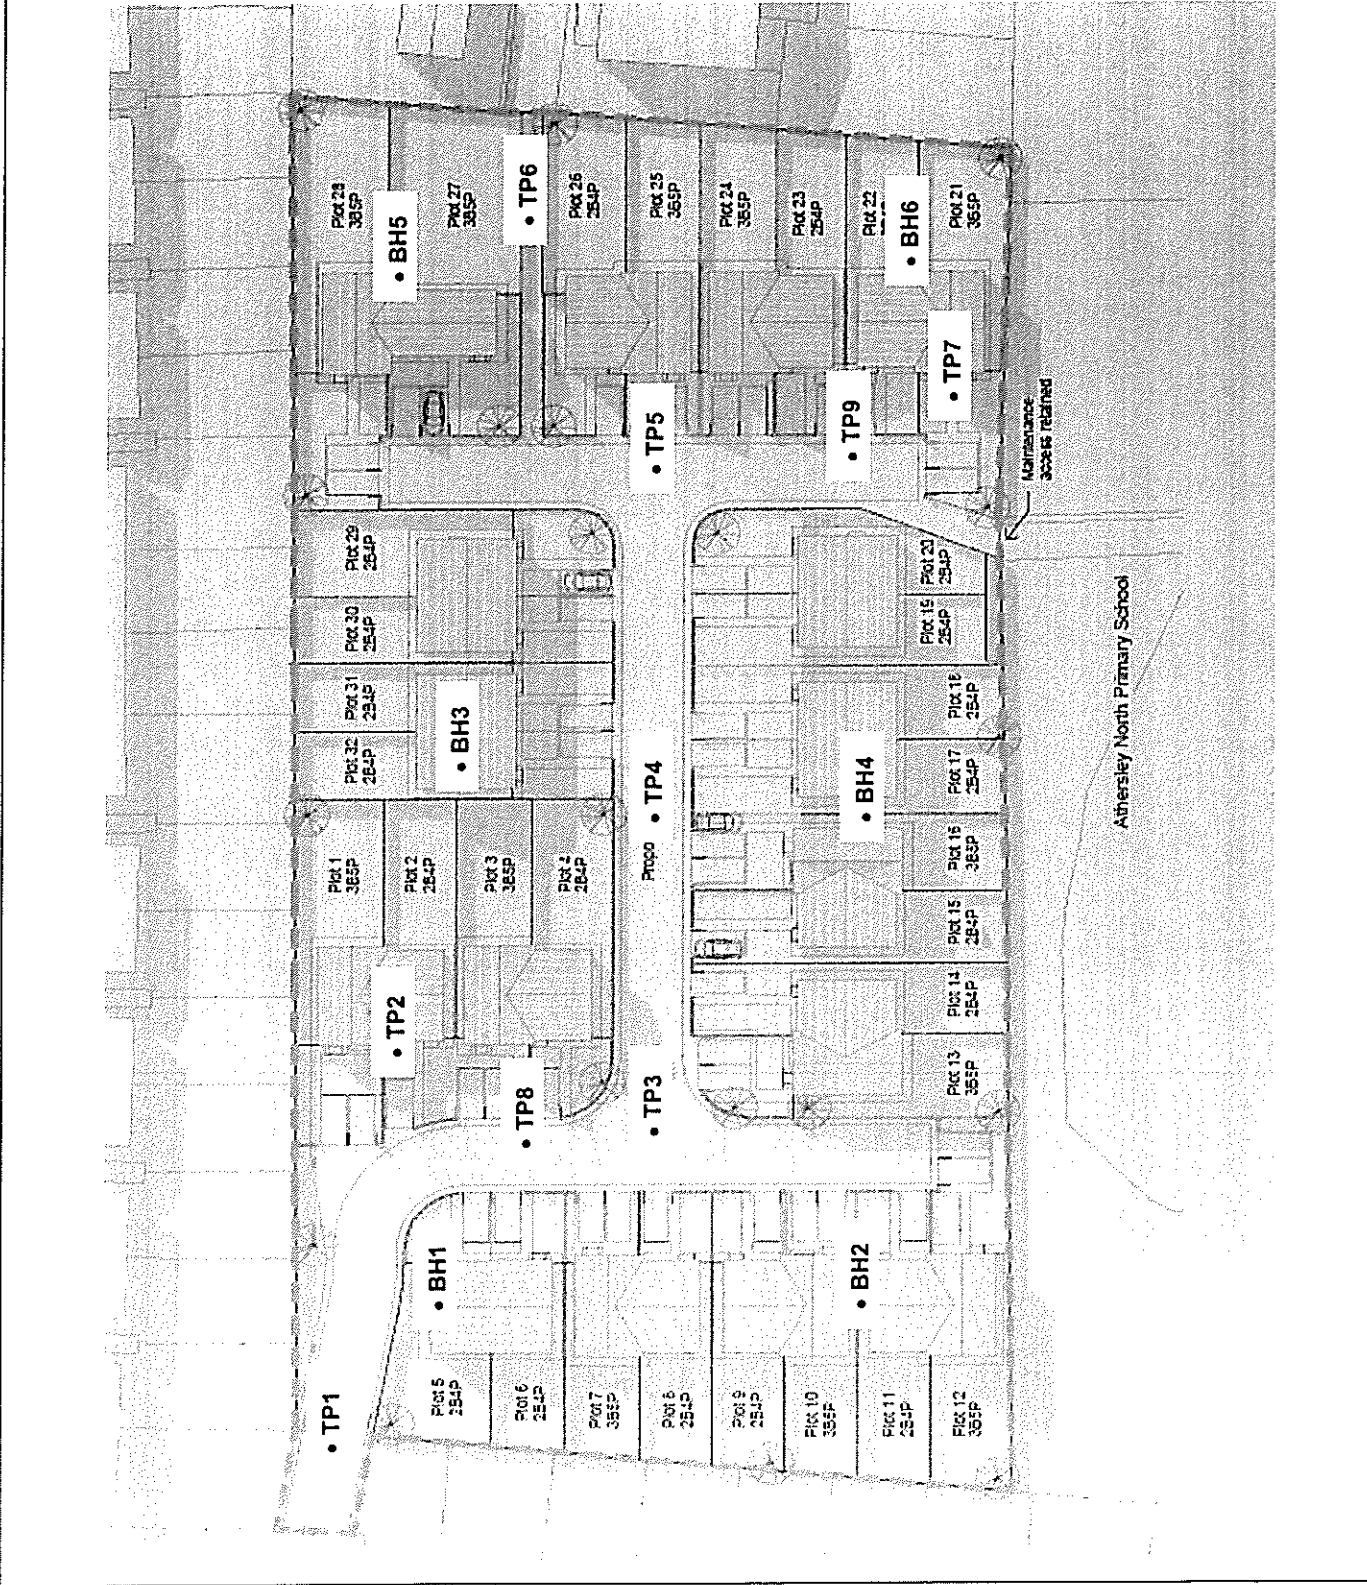 TP1
Plot 1
3B5P
Plot 32
2B4P
Plot 31
2B4P
Plot 30
2B4P
Plot 29
2B4P
Plot 28
3B5P
TP2
Plot 2
2B4P
BH5
Plot 5
2B4P
BH1
BH3
Plot 27
3B5P
Plot 6
2B4P
TP8
Plot 3
3B5P
TP6
Plot 7
3B5P
Plot 4
2B4P
Plot 26
2B4P
Plot 8
2B4P
TP3
Propo
TP4
TP5
Plot 25
3B5P
Plot 9
2B4P
Plot 24
3B5P
Plot 10
3B5P
Plot 23
2B4P
Plot 11
2B4P
BH2
BH4
TP9
Plot 22
BH6
Plot 12
3B5P
Plot 13
3B5P
Plot 14
2B4P
Plot 15
2B4P
Plot 16
3B5P
Plot 17
2B4P
Plot 18
2B4P
Plot 19
2B4P
Plot 20
2B4P
TP7
Plot 21
3B5P
Maintenance
access retained
Athersley North Primary School